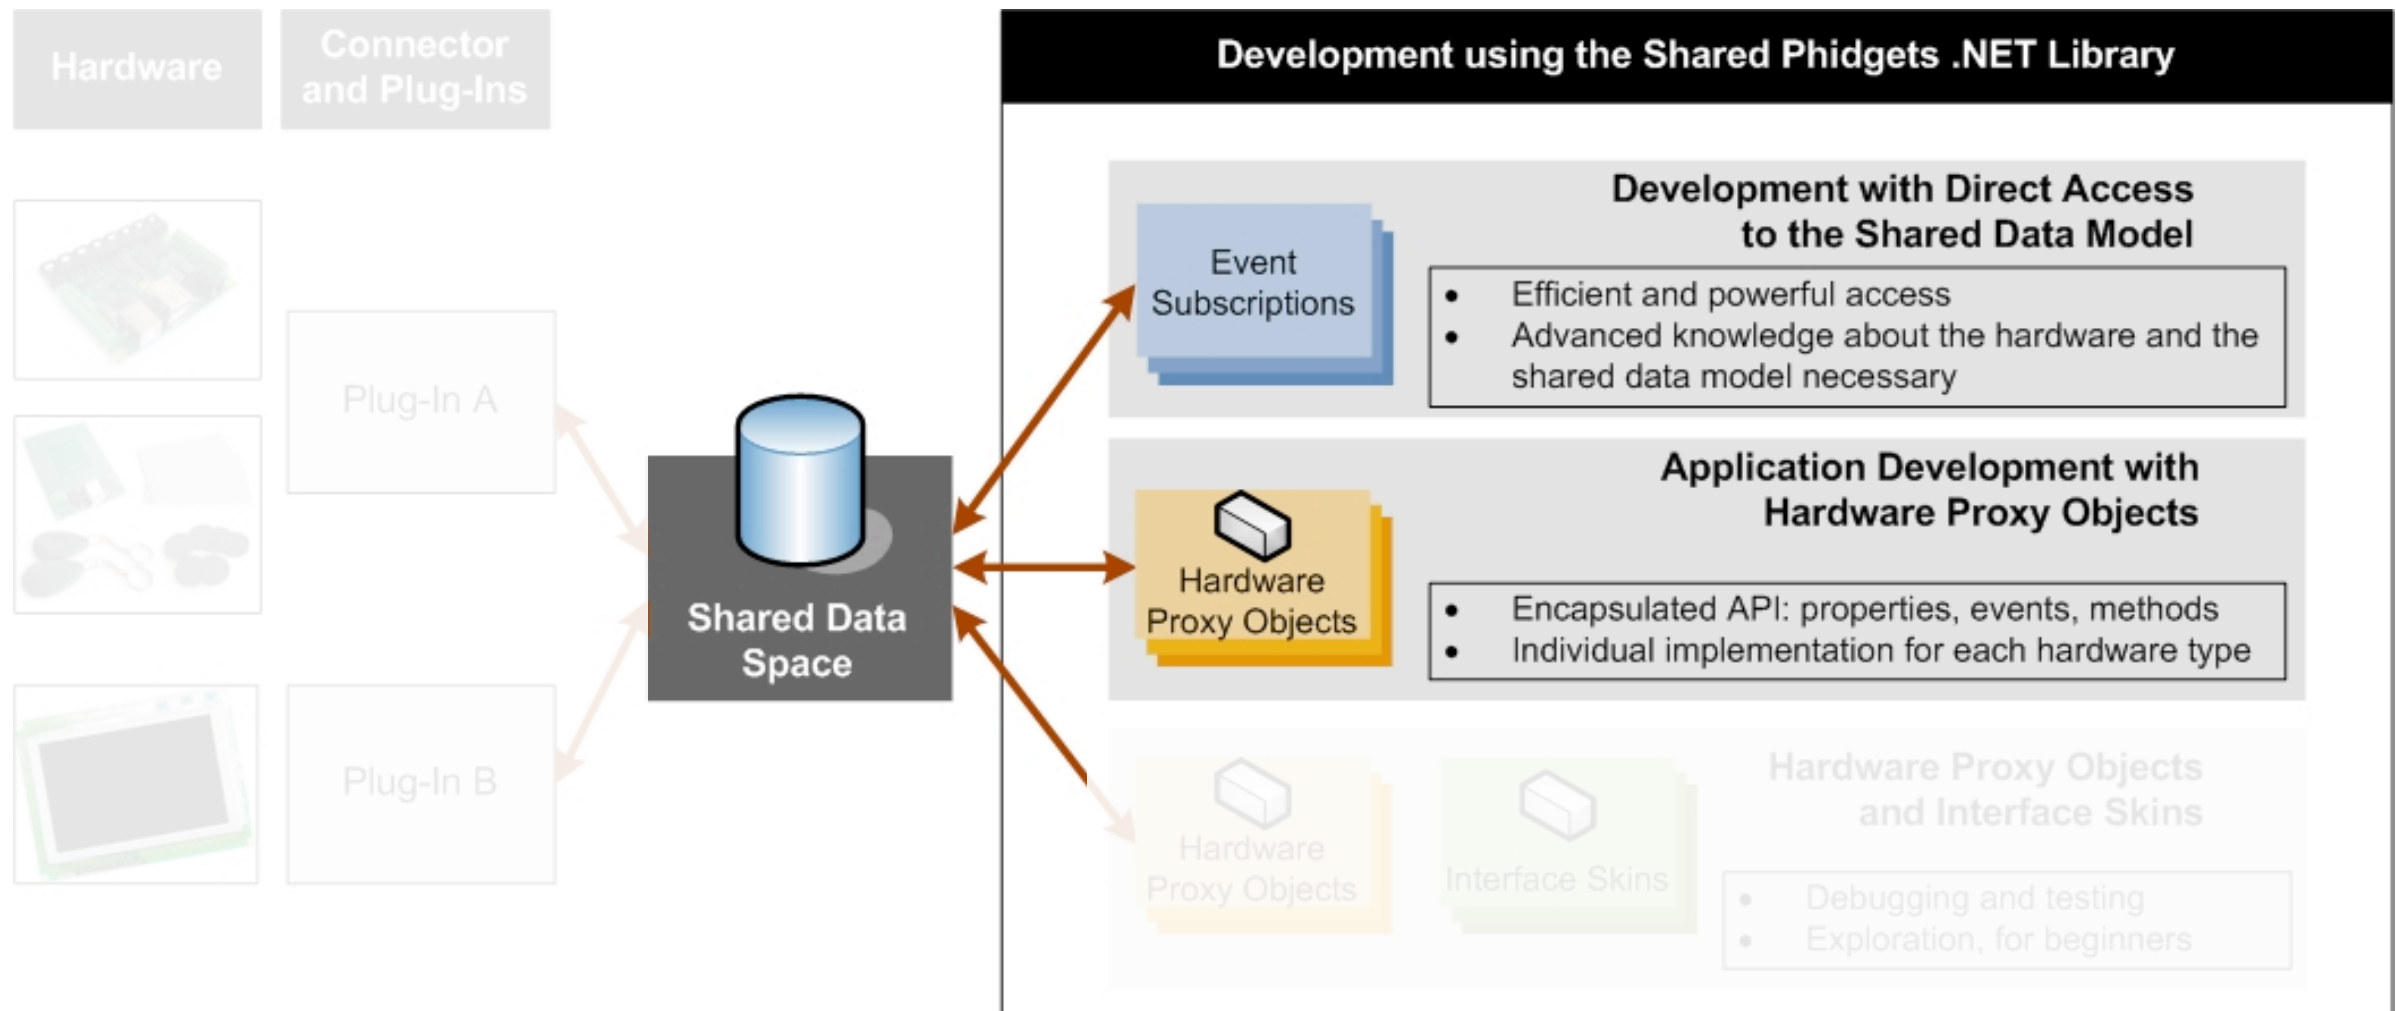 Hardware
Connector
and Plug-Ins
Development using the Shared Phidgets .NET Library
Development with Direct Access
to the Shared Data Model
Event
Subscriptions
• Efficient and powerful access
• Advanced knowledge about the hardware and the
shared data model necessary
Plug-In A
Shared Data
Space
Application Development with
Hardware Proxy Objects
Hardware
Proxy Objects
• Encapsulated API: properties, events, methods
• Individual implementation for each hardware type
Plug-In B
Hardware
Proxy Objects
Interface Skins
Hardware Proxy Objects
and Interface Skins
• Debugging and testing
• Exploration, for beginners